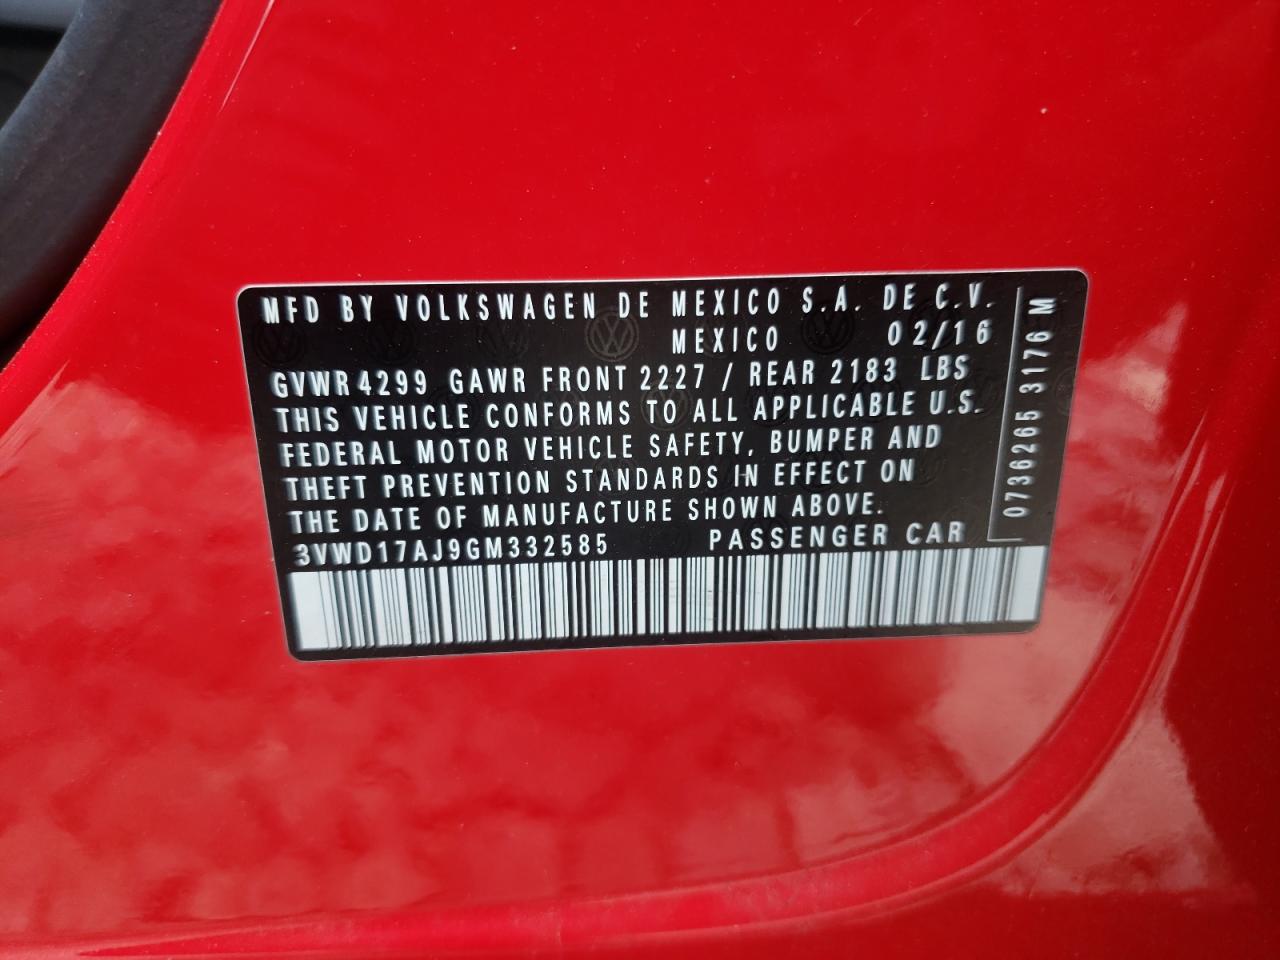 MFD BY VOLKSWAGEN DE MEXICO S.A. DE C.V.
MEXICO 02/16
GVWR 4299 GAWR FRONT 2227 / REAR 2183 LBS
THIS VEHICLE CONFORMS TO ALL APPLICABLE U.S.
FEDERAL MOTOR VEHICLE SAFETY, BUMPER AND
THEFT PREVENTION STANDARDS IN EFFECT ON
THE DATE OF MANUFACTURE SHOWN ABOVE.
3VWD17AJ9GM332585 PASSENGER CAR
0736265 3176 M